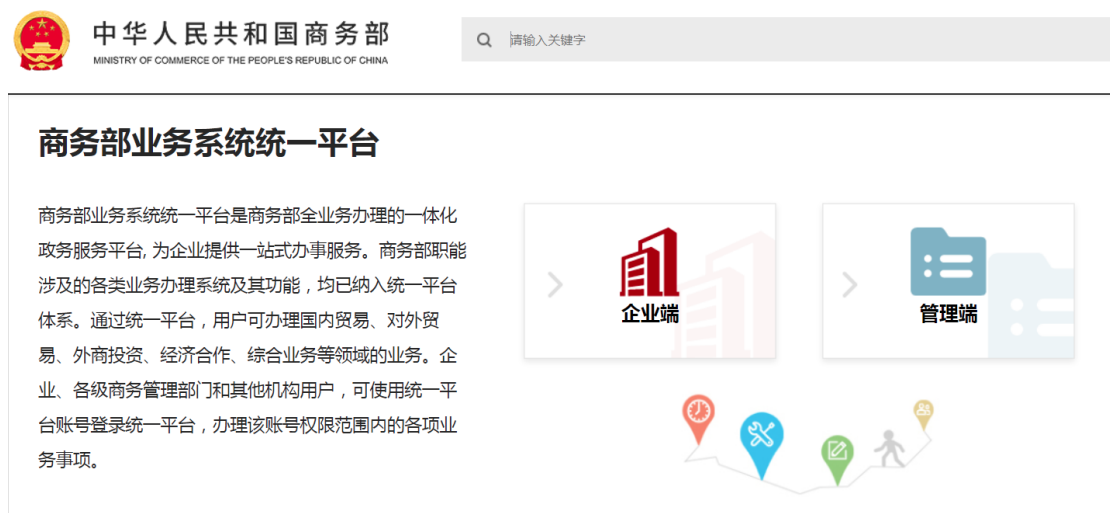 中华人民共和国商务部
MINISTRY OF COMMERCE OF THE PEOPLE'S REPUBLIC OF CHINA
请输入关键字
商务部业务系统统一平台
商务部业务系统统一平台是商务部全业务办理的一体化
政务服务平台, 为企业提供一站式办事服务。商务部职能
涉及的各类业务办理系统及其功能，均已纳入统一平台
体系。通过统一平台，用户可办理国内贸易、对外贸
易、外商投资、经济合作、综合业务等领域的业务。企
业、各级商务管理部门和其他机构用户，可使用统一平
台账号登录统一平台，办理该账号权限范围内的各项业
务事项。
企业端
管理端